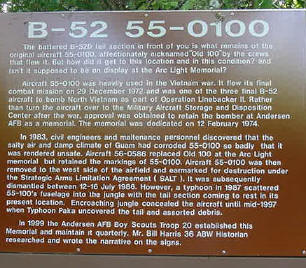 B-52 55-0100
The battered B-52D tail section in front of you is what remains of the
original aircraft 55-0100, affectionately nicknamed "Old 100" by the crews
that flew it. But how did it get to this location and in this condition? and
isn't it supposed to be on display at the Arc Light Memorial?
Aircraft 55-0100 was heavily used in the Vietnam war. It flew its final
combat mission on 29 December 1972 and was one of the three final B-52
aircraft to bomb North Vietnam as part of Operation Linebacker II. Rather
than turn the aircraft over to the Military Aircraft Storage and Disposition
Center after the war, approval was obtained to retain the bomber at Andersen
AFB as a memorial. The memorial was dedicated on 12 February 1974.
In 1983, civil engineers and maitenance personnel discovered that the
salty air and damp climate of Guam had corroded 55-0100 so badly that it
was rendered unsafe. Aircraft 56-0586 replaced Old 100 at the Arc Light
memorial but retained the markings of 55-0100. Aircraft 55-0100 was then
removed to the west side of the airfield and earmarked for destruction under
the Strategic Arms Limitation Agreement ( SALT ). It was subsequently
dismantled between 12-16 July 1986. However, a typhoon in 1987 scattered
55-100's fuselage into the jungle with the tail section coming to rest in its
present location. Encroaching jungle concealed the aircraft until mid-1997
when Typhoon Paka uncovered the tail and assorted debris.
In 1999 the Andersen AFB Boy Scouts Troop 20 established this
Memorial and maintain it quarterly. Mr. Bill Harris 36 ABW Historian
researched and wrote the narrative on the signs.